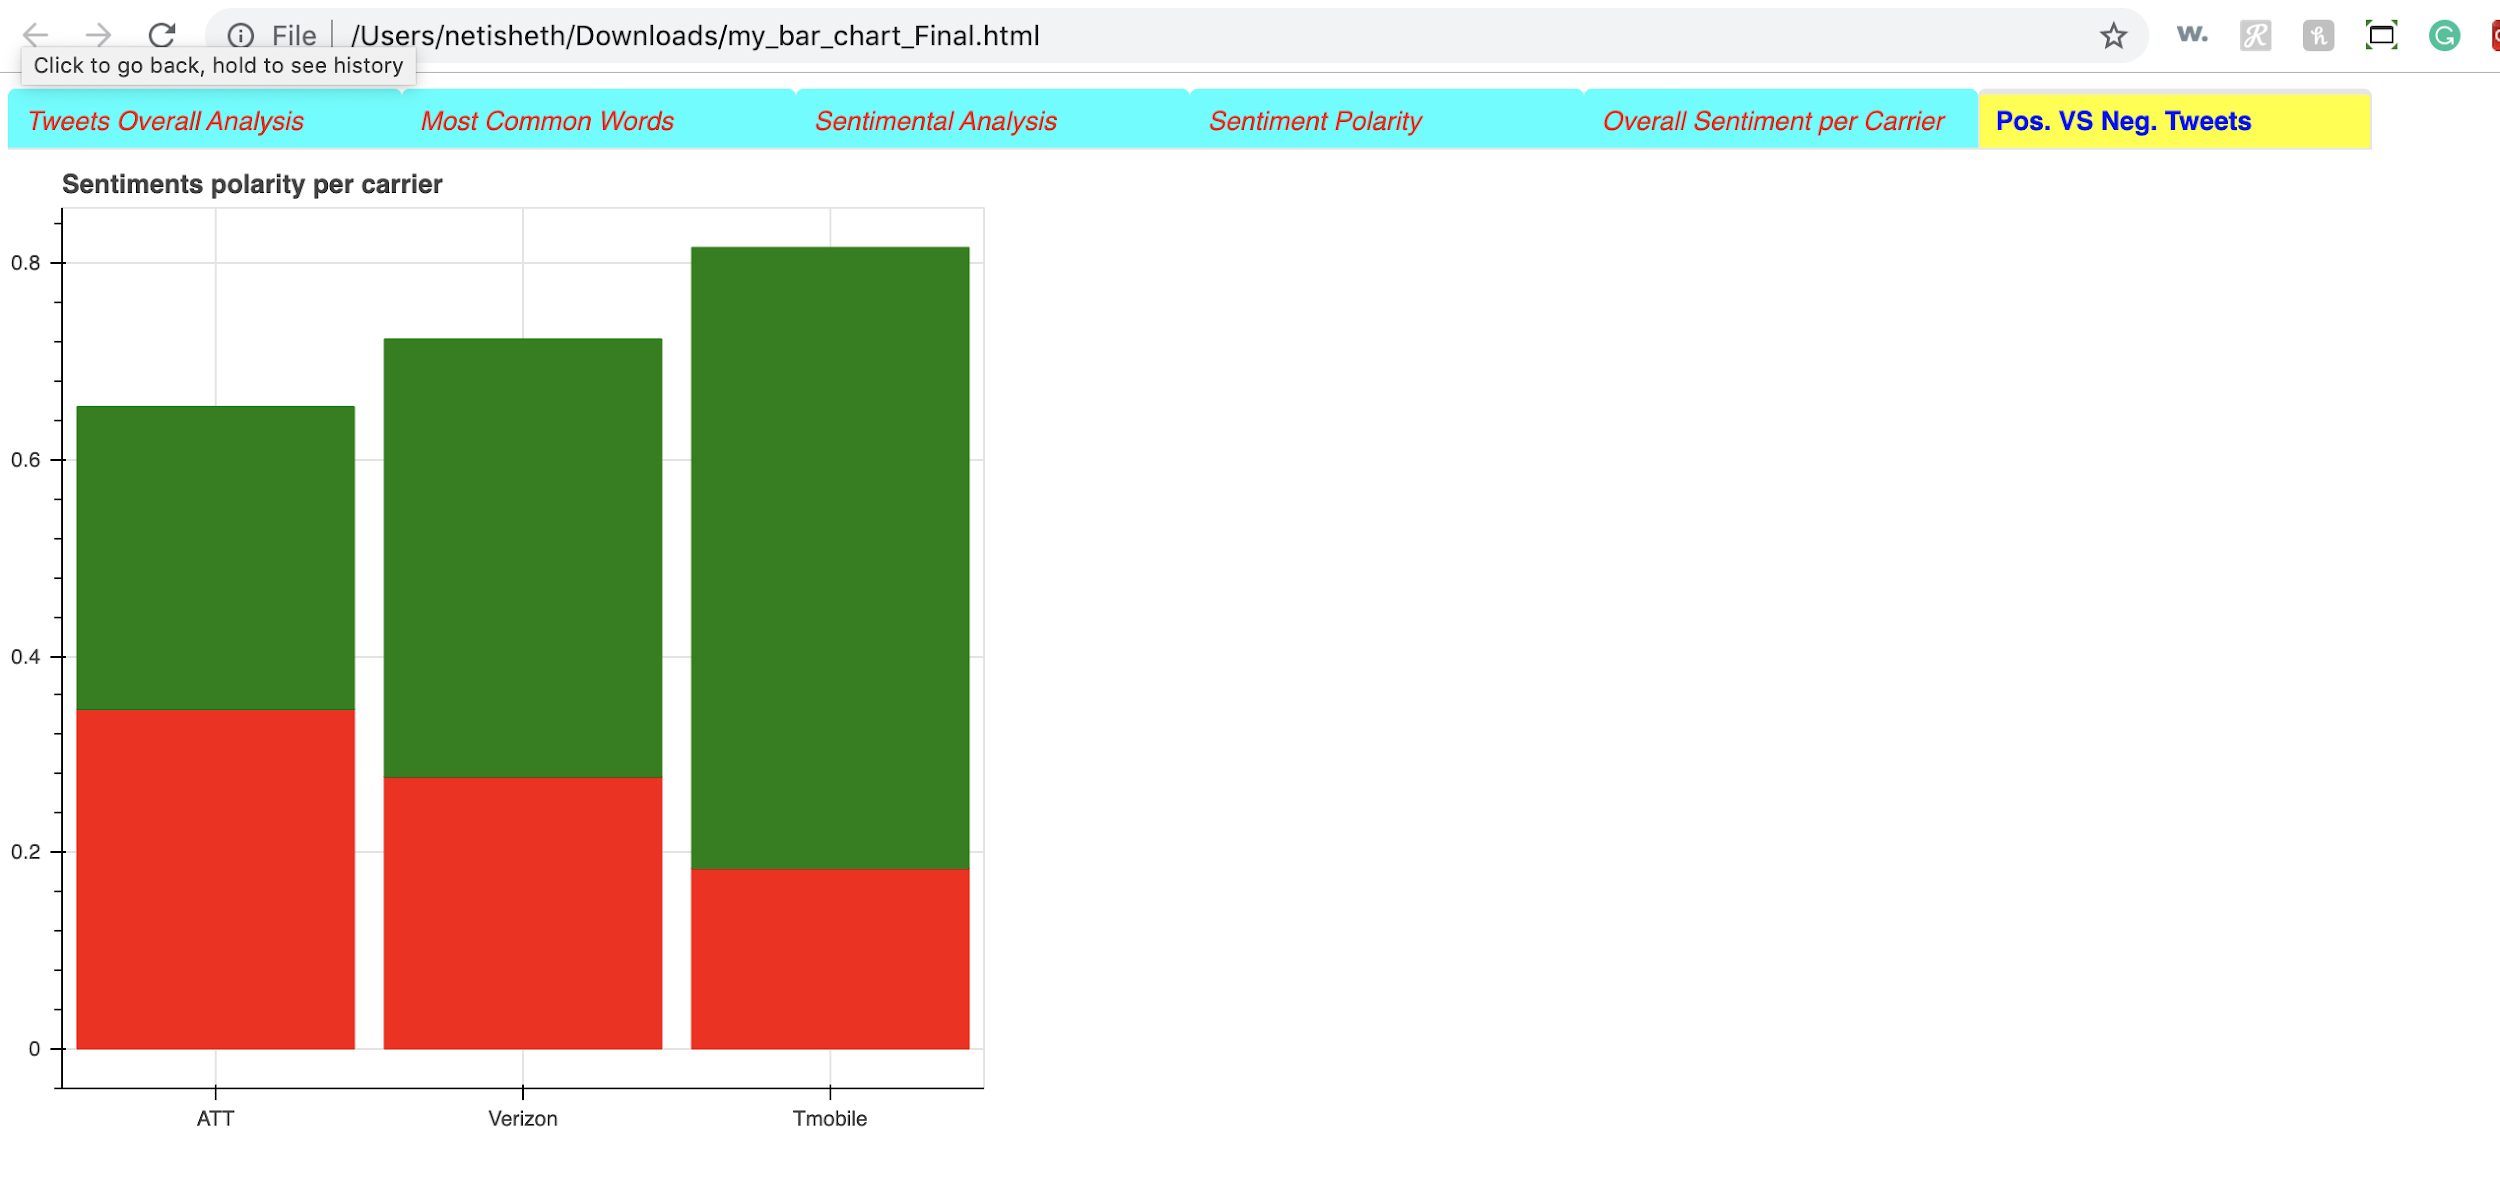 File /Users/netisheth/Downloads/my_bar_chart_Final.html
w.
Click to go back, hold to see history
Tweets Overall Analysis Most Common Words Sentimental Analysis Sentiment Polarity Overall Sentiment per Carrier Pos. VS Neg. Tweets
Sentiments polarity per carrier
0.8
0.6
0.4
0.2
0
ATT Verizon Tmobile